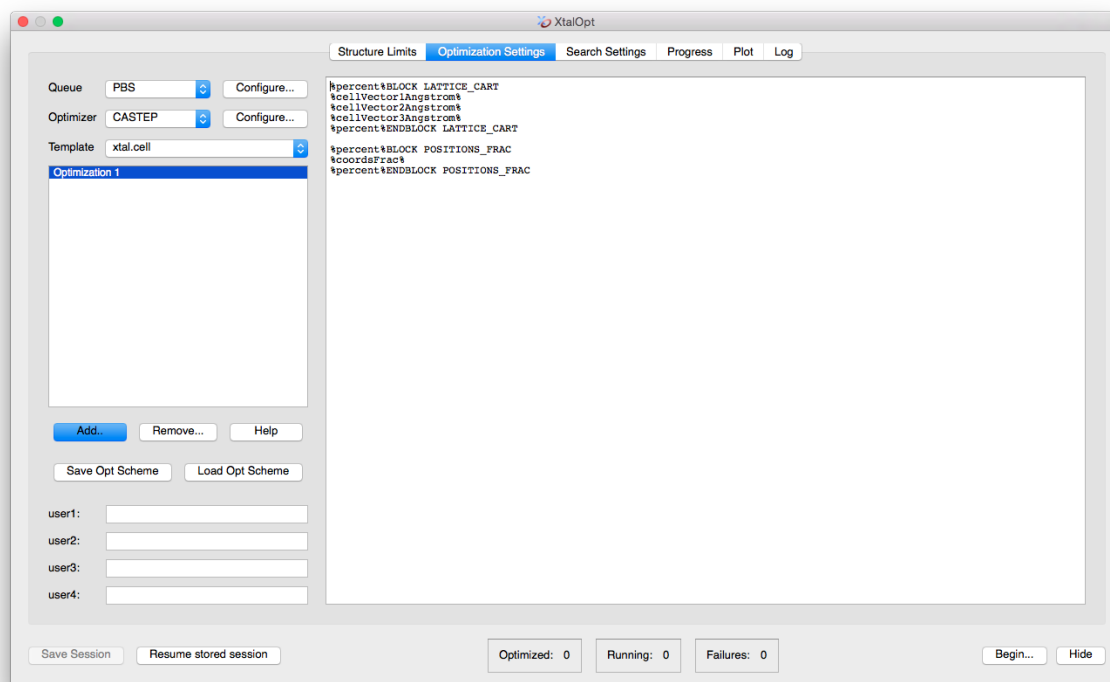 XtalOpt
Structure Limits Optimization Settings Search Settings Progress Plot Log
Queue PBS Configure...
Optimizer CASTEP Configure...
Template xtal.cell
Optimization 1
%percent%BLOCK LATTICE_CART
%cellVector1Angstrom%
%cellVector2Angstrom%
%cellVector3Angstrom%
%percent%ENDBLOCK LATTICE_CART
%percent%BLOCK POSITIONS_FRAC
%coordsFrac%
%percent%ENDBLOCK POSITIONS_FRAC
Add.. Remove... Help
Save Opt Scheme Load Opt Scheme
user1:
user2:
user3:
user4:
Save Session Resume stored session Optimized: 0 Running: 0 Failures: 0 Begin... Hide